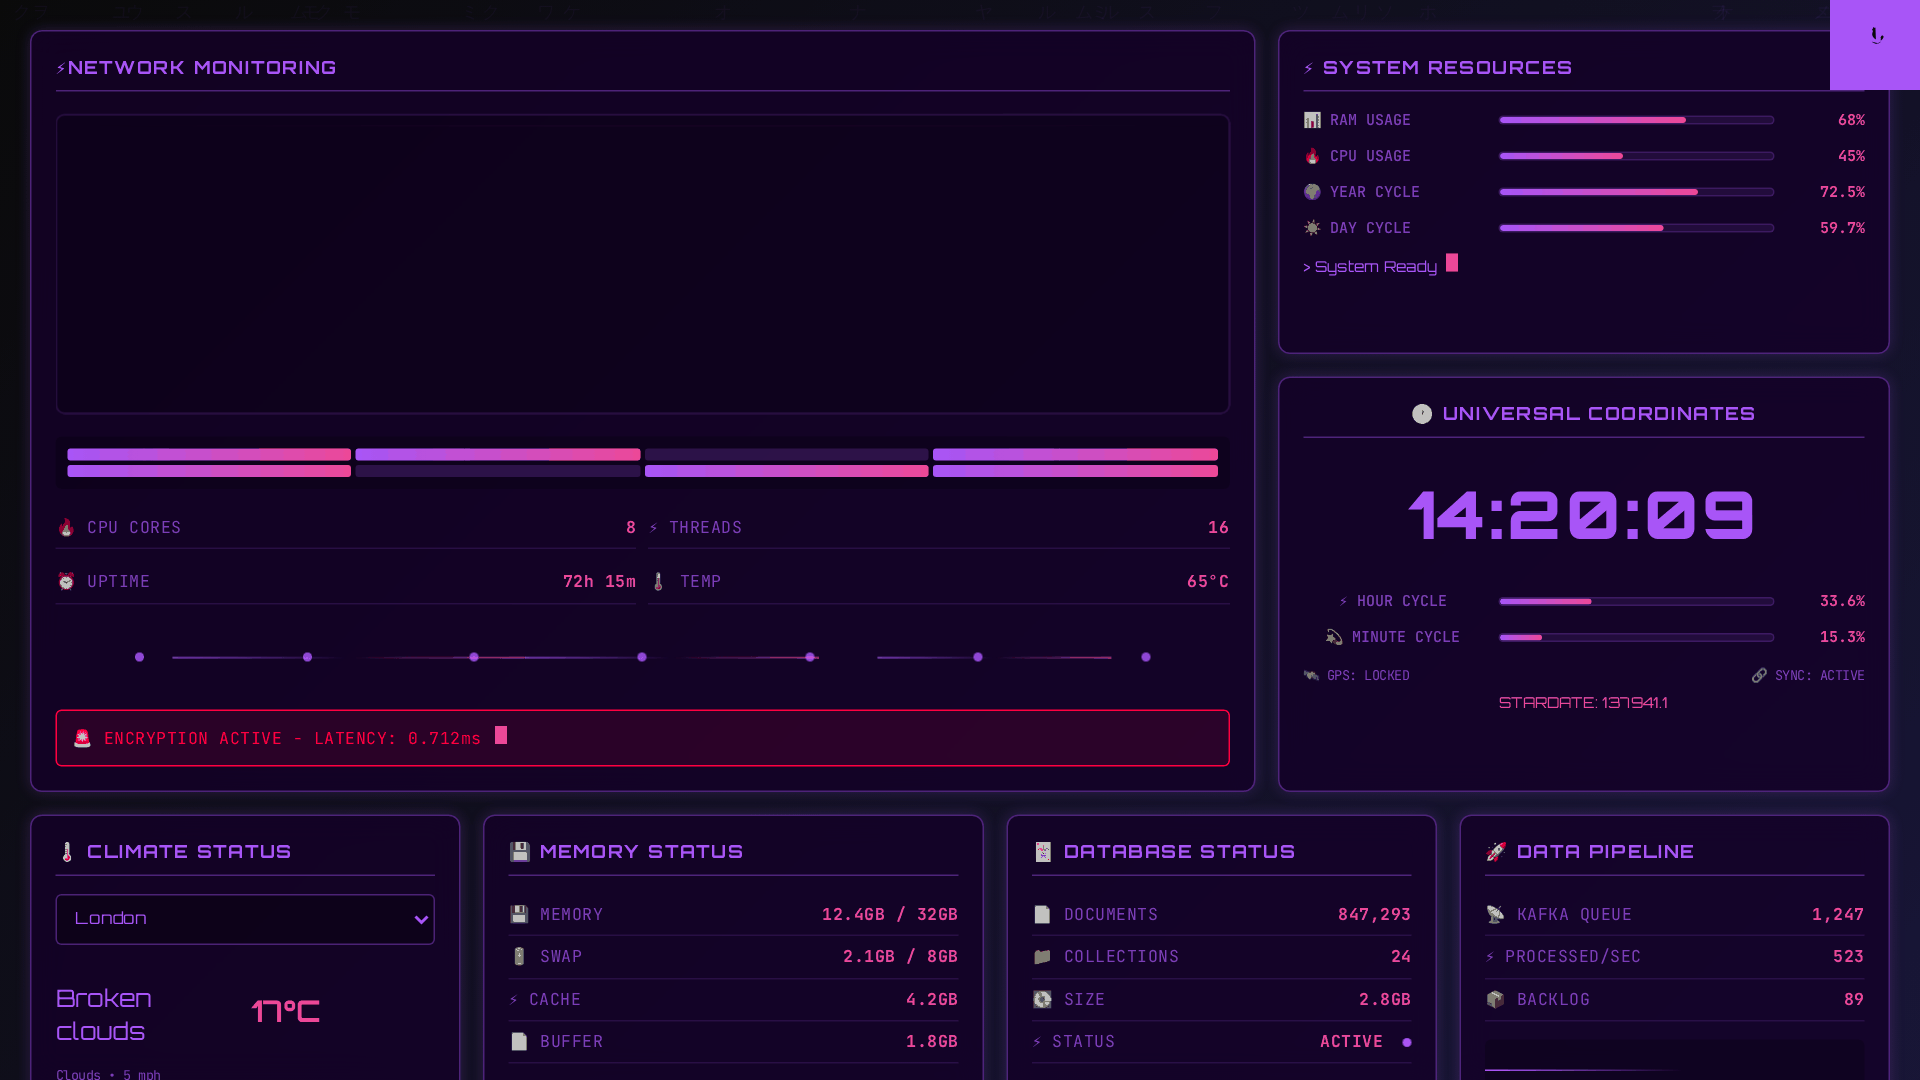 ⚡NETWORK MONITORING
🔥 CPU CORES 8
⚡ THREADS 16
⏰ UPTIME 72h 15m
🌡️ TEMP 65°C
🚨 ENCRYPTION ACTIVE - LATENCY: 0.712ms
⚡ SYSTEM RESOURCES
📊 RAM USAGE 68%
🔥 CPU USAGE 45%
🌍 YEAR CYCLE 72.5%
☀️ DAY CYCLE 59.7%
> System Ready
🕐 UNIVERSAL COORDINATES
14:20:09
⚡ HOUR CYCLE 33.6%
💫 MINUTE CYCLE 15.3%
🛰️ GPS: LOCKED
🔗 SYNC: ACTIVE
STARDATE: 137941.1
🌡️ CLIMATE STATUS
London
Broken
clouds
17°C
Clouds • 5 mph
💾 MEMORY STATUS
💾 MEMORY 12.4GB / 32GB
🔋 SWAP 2.1GB / 8GB
⚡ CACHE 4.2GB
📄 BUFFER 1.8GB
🃏 DATABASE STATUS
📄 DOCUMENTS 847,293
📁 COLLECTIONS 24
💽 SIZE 2.8GB
⚡ STATUS ACTIVE
🚀 DATA PIPELINE
📡 KAFKA QUEUE 1,247
⚡ PROCESSED/SEC 523
📦 BACKLOG 89